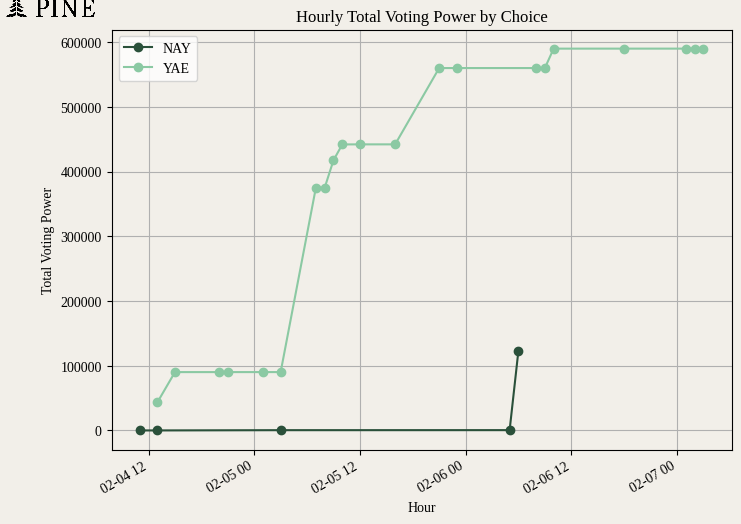 PINE
Hourly Total Voting Power by Choice
NAY
YAE
600000
500000
400000
300000
200000
100000
0
Total Voting Power
02-04 12
02-05 00
02-05 12
02-06 00
02-06 12
02-07 00
Hour